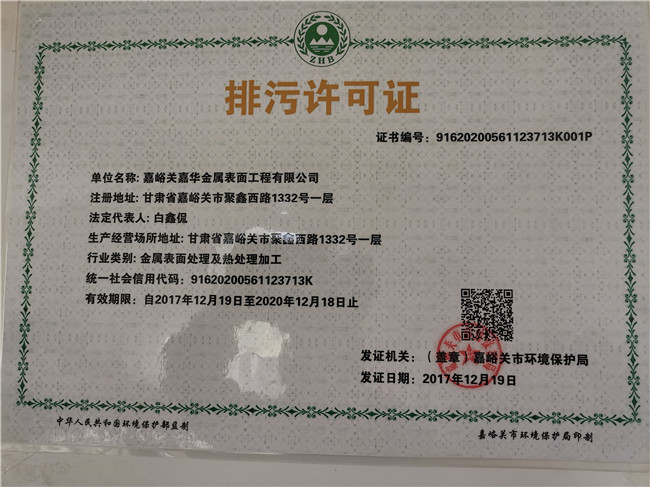 ZHB
排污许可证
证书编号：91620200561123713K001P
单位名称: 嘉峪关嘉华金属表面工程有限公司
注册地址: 甘肃省嘉峪关市聚鑫西路1332号一层
法定代表人: 白鑫侃
生产经营场所地址: 甘肃省嘉峪关市聚鑫西路1332号一层
行业类别: 金属表面处理及热处理加工
统一社会信用代码：91620200561123713K
有效期限：自2017年12月19日至2020年12月18日止
发证机关：（盖章）嘉峪关市环境保护局
发证日期：2017年12月19日
中华人民共和国环境保护部监制
嘉峪关市环境保护局印制